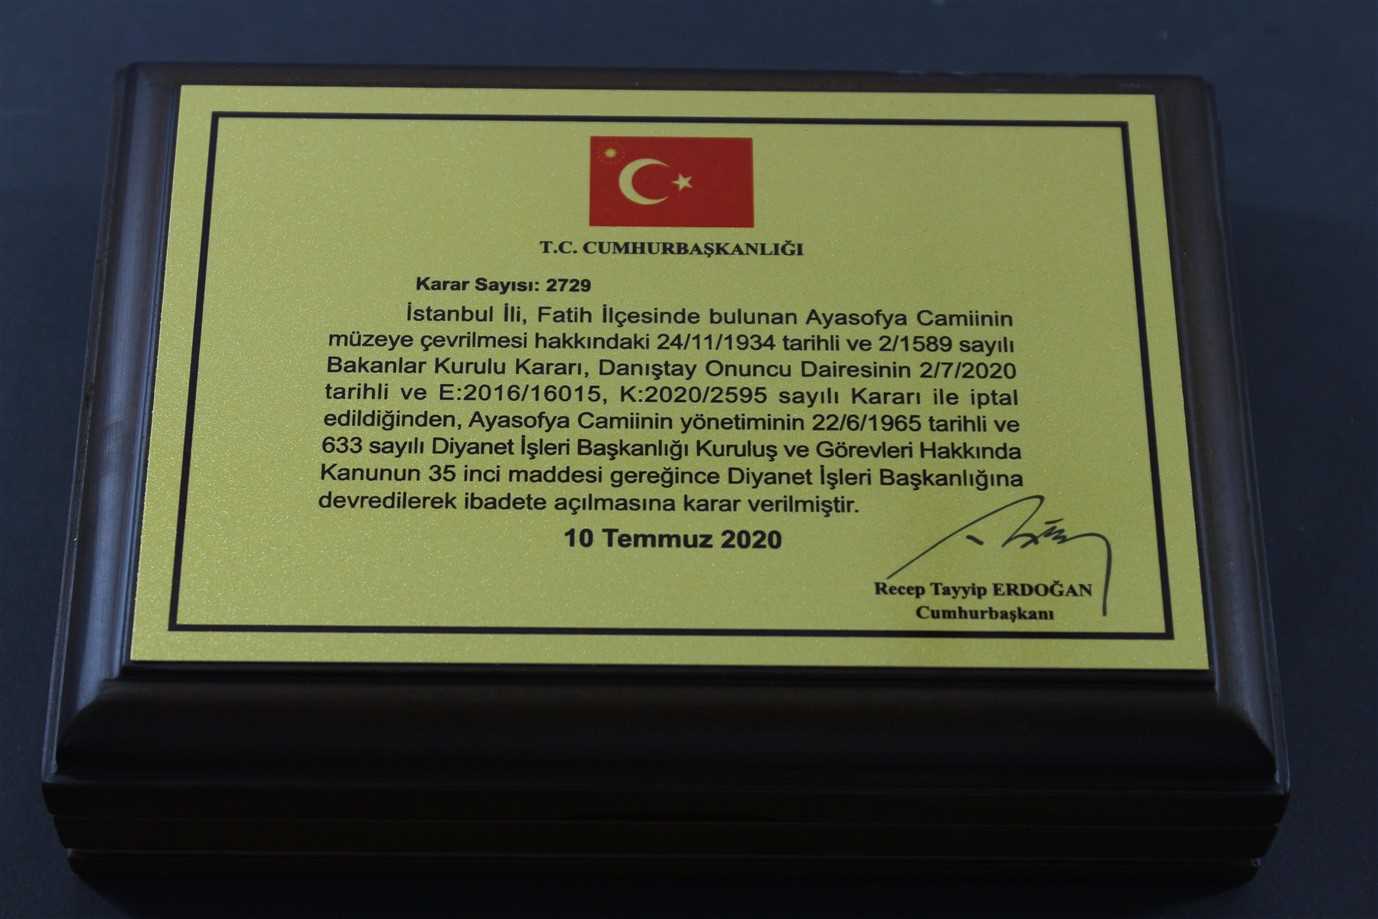 T.C. CUMHURBAŞKANLIĞI
Karar Sayısı: 2729
İstanbul İli, Fatih İlçesinde bulunan Ayasofya Camiinin
müzeye çevrilmesi hakkındaki 24/11/1934 tarihli ve 2/1589 sayılı
Bakanlar Kurulu Kararı, Danıştay Onuncu Dairesinin 2/7/2020
tarihli ve E:2016/16015, K:2020/2595 sayılı Kararı ile iptal
edildiğinden, Ayasofya Camiinin yönetiminin 22/6/1965 tarihli ve
633 sayılı Diyanet İşleri Başkanlığı Kuruluş ve Görevleri Hakkında
Kanunun 35 inci maddesi gereğince Diyanet İşleri Başkanlığına
devredilerek ibadete açılmasına karar verilmiştir.
10 Temmuz 2020
Recep Tayyip ERDOĞAN
Cumhurbaşkanı